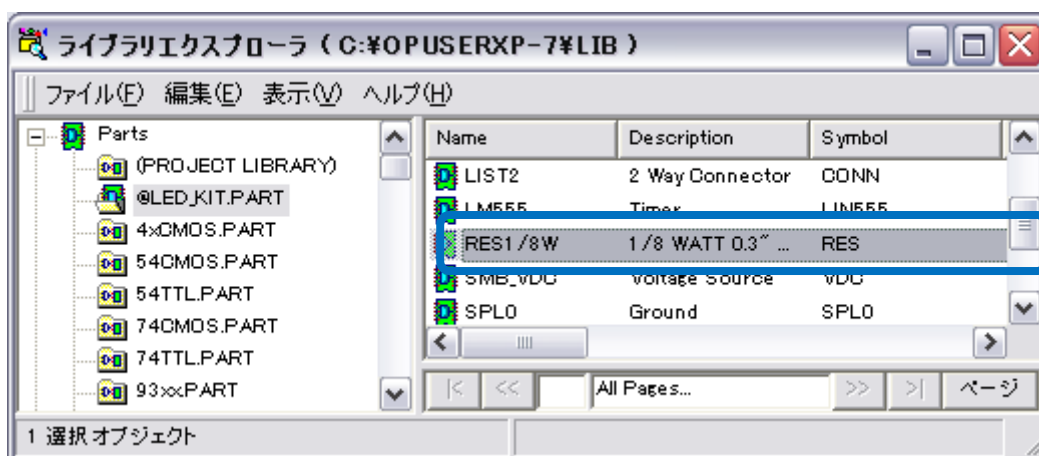 ライブラリエクスプローラ ( C:¥OPUSERXP-7¥LIB )
ファイル(F) 編集(E) 表示(V) ヘルプ(H)
Parts
(PROJECT LIBRARY)
@LED_KIT.PART
4xCMOS.PART
54CMOS.PART
54TTL.PART
74CMOS.PART
74TTL.PART
93xx.PART
Name Description Symbol
LIST2 2 Way Connector CONN
LM555 Timer LIN555
RES1/8W 1/8 WATT 0.3" ... RES
SMB_VDC Voltage Source VDC
SPL0 Ground SPL0
|< << All Pages... >> >| ページ
1 選択オブジェクト